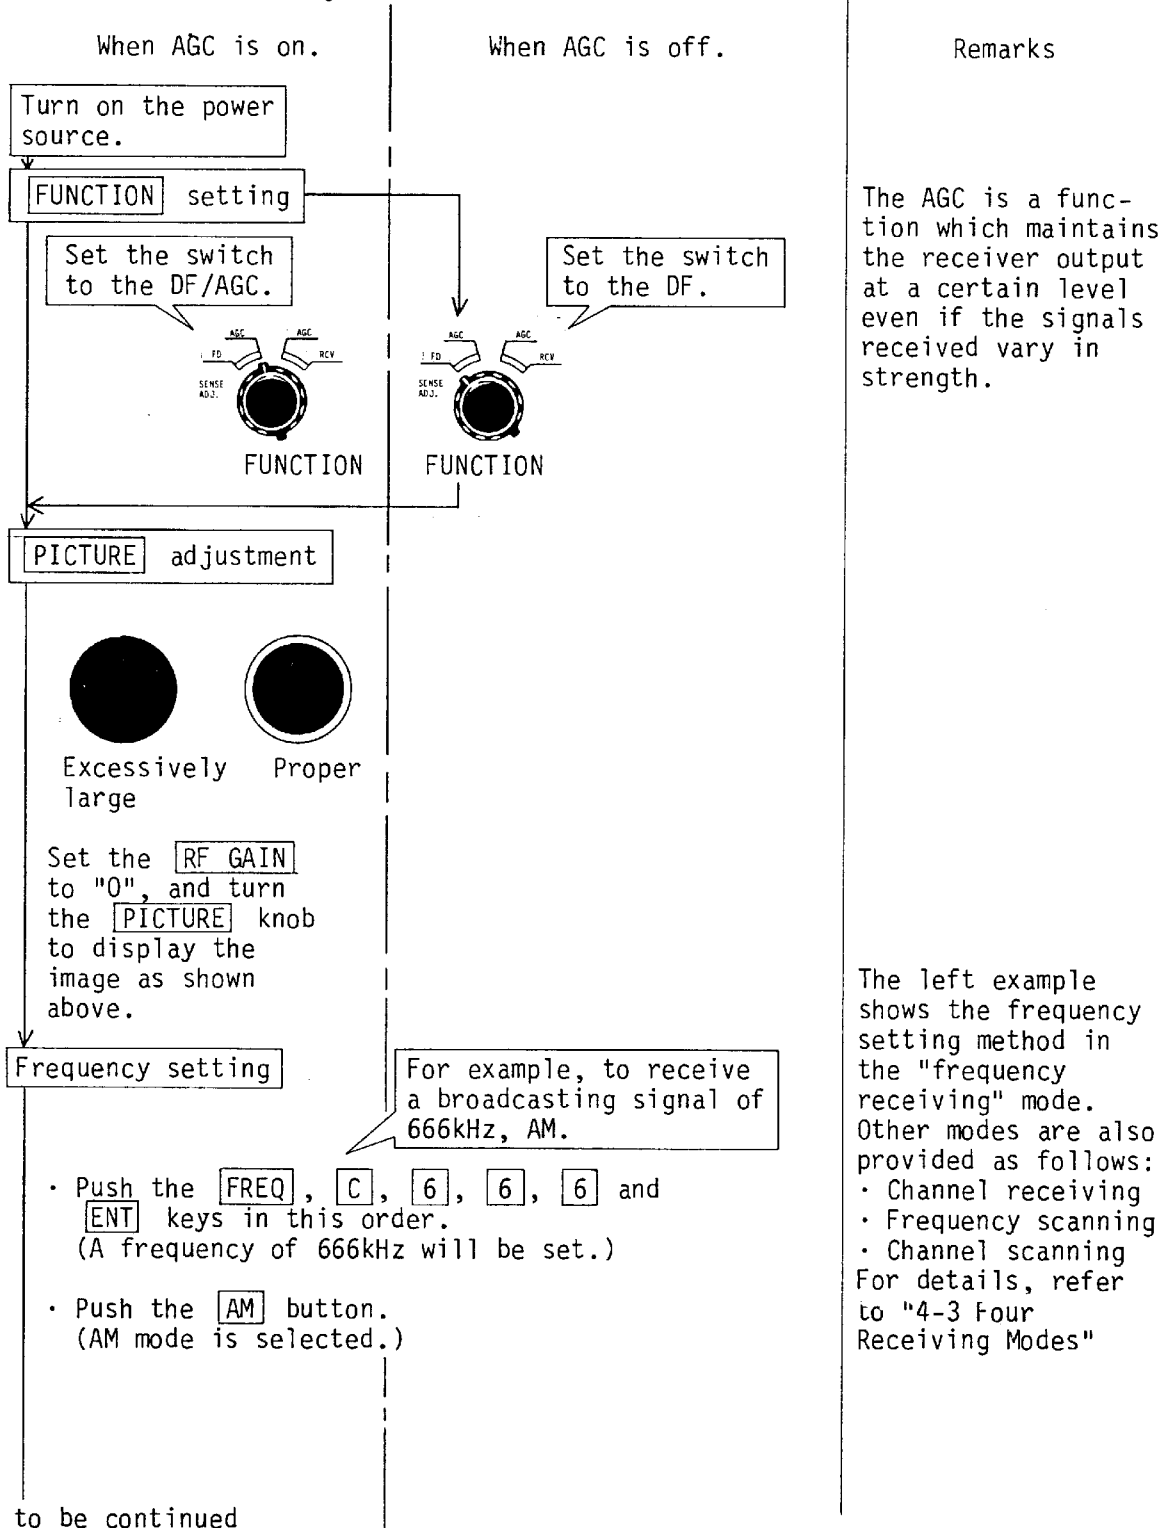 When AGC is on.
When AGC is off.
Remarks
Turn on the power
source.
FUNCTION setting
Set the switch
to the DF/AGC.
Set the switch
to the DF.
The AGC is a func-
tion which maintains
the receiver output
at a certain level
even if the signals
received vary in
strength.
AGC AGC
FD RCV
SENSE
ADJ.
FUNCTION
AGC AGC
FD RCV
SENSE
ADJ.
FUNCTION
PICTURE adjustment
Excessively
large
Proper
Set the RF GAIN
to "0", and turn
the PICTURE knob
to display the
image as shown
above.
Frequency setting
For example, to receive
a broadcasting signal of
666kHz, AM.
· Push the FREQ, C, 6, 6, 6 and
ENT keys in this order.
(A frequency of 666kHz will be set.)
· Push the AM button.
(AM mode is selected.)
The left example
shows the frequency
setting method in
the "frequency
receiving" mode.
Other modes are also
provided as follows:
· Channel receiving
· Frequency scanning
· Channel scanning
For details, refer
to "4-3 Four
Receiving Modes"
to be continued